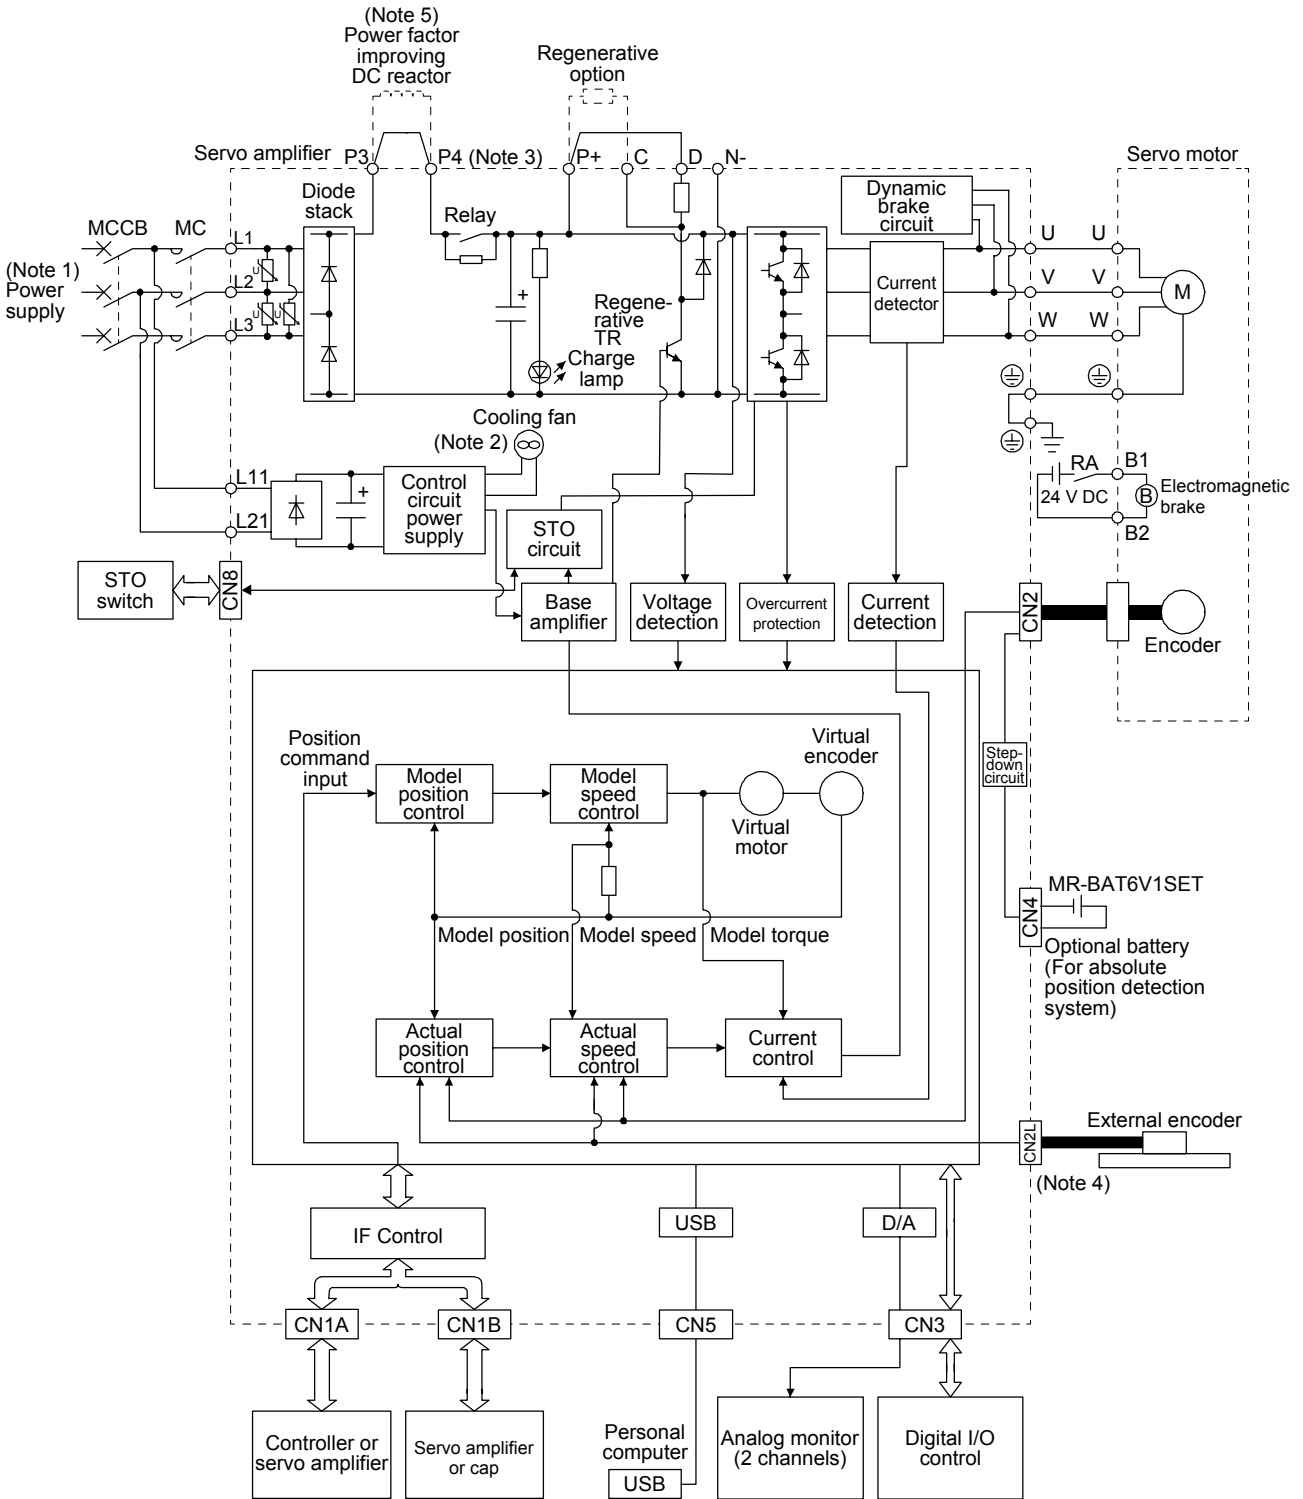 (Note 5)
Power factor
improving
DC reactor
Regenerative
option
Servo amplifier
P3
P4 (Note 3)
P+
C
D
N-
Servo motor
Diode
stack
Relay
Dynamic
brake
circuit
MCCB
MC
L1
L2
L3
U
U
U
(Note 1)
Power
supply
U
U
V
V
W
W
M
Current
detector
+
Regene-
rative
TR
Charge
lamp
Cooling fan
(Note 2)
L11
L21
+
Control
circuit
power
supply
STO
circuit
RA
24 V DC
B1
B
B2
Electromagnetic
brake
STO
switch
CN8
Base
amplifier
Voltage
detection
Overcurrent
protection
Current
detection
CN2
Encoder
Position
command
input
Model
position
control
Model
speed
control
Virtual
encoder
Virtual
motor
Step-
down
circuit
Model position
Model speed
Model torque
MR-BAT6V1SET
CN4
Optional battery
(For absolute
position detection
system)
Actual
position
control
Actual
speed
control
Current
control
External encoder
CN2L
(Note 4)
IF Control
USB
D/A
CN1A
CN1B
CN5
CN3
Controller or
servo amplifier
Servo amplifier
or cap
Personal
computer
USB
Analog monitor
(2 channels)
Digital I/O
control